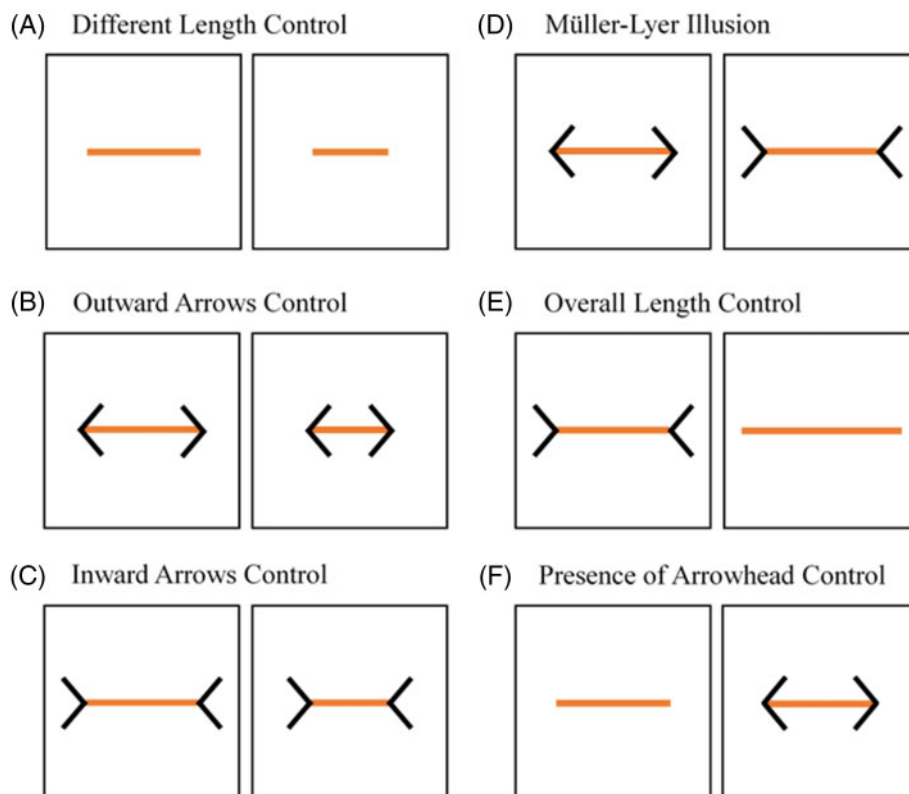 (A) Different Length Control
(B) Outward Arrows Control
(C) Inward Arrows Control
(D) Müller-Lyer Illusion
(E) Overall Length Control
(F) Presence of Arrowhead Control